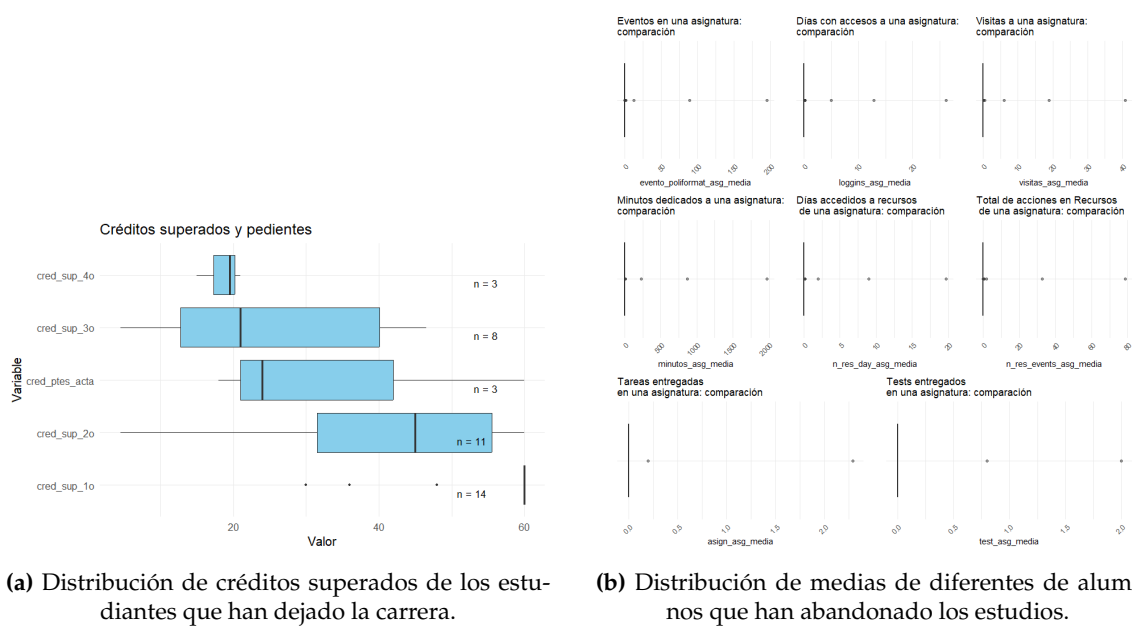 Créditos superados y pedientes
Variable
cred_sup_4o
cred_sup_3o
cred_ptes_acta
cred_sup_2o
cred_sup_1o
n = 3
n = 8
n = 3
n = 11
n = 14
20
40
60
Valor
(a) Distribución de créditos superados de los estu-
diantes que han dejado la carrera.
Eventos en una asignatura:
comparación
0
50
100
150
200
evento_poliformat_asg_media
Días con accesos a una asignatura:
comparación
0
10
20
loggins_asg_media
Visitas a una asignatura:
comparación
0
10
20
30
40
visitas_asg_media
Minutos dedicados a una asignatura:
comparación
0
500
1000
1500
2000
minutos_asg_media
Días accedidos a recursos
de una asignatura: comparación
0
5
10
15
20
n_res_day_asg_media
Total de acciones en Recursos
de una asignatura: comparación
0
20
40
60
80
n_res_events_asg_media
Tareas entregadas
en una asignatura: comparación
0.0
0.5
1.0
1.5
2.0
asign_asg_media
Tests entregados
en una asignatura: comparación
0.0
0.5
1.0
1.5
2.0
test_asg_media
(b) Distribución de medias de diferentes de alum
nos que han abandonado los estudios.